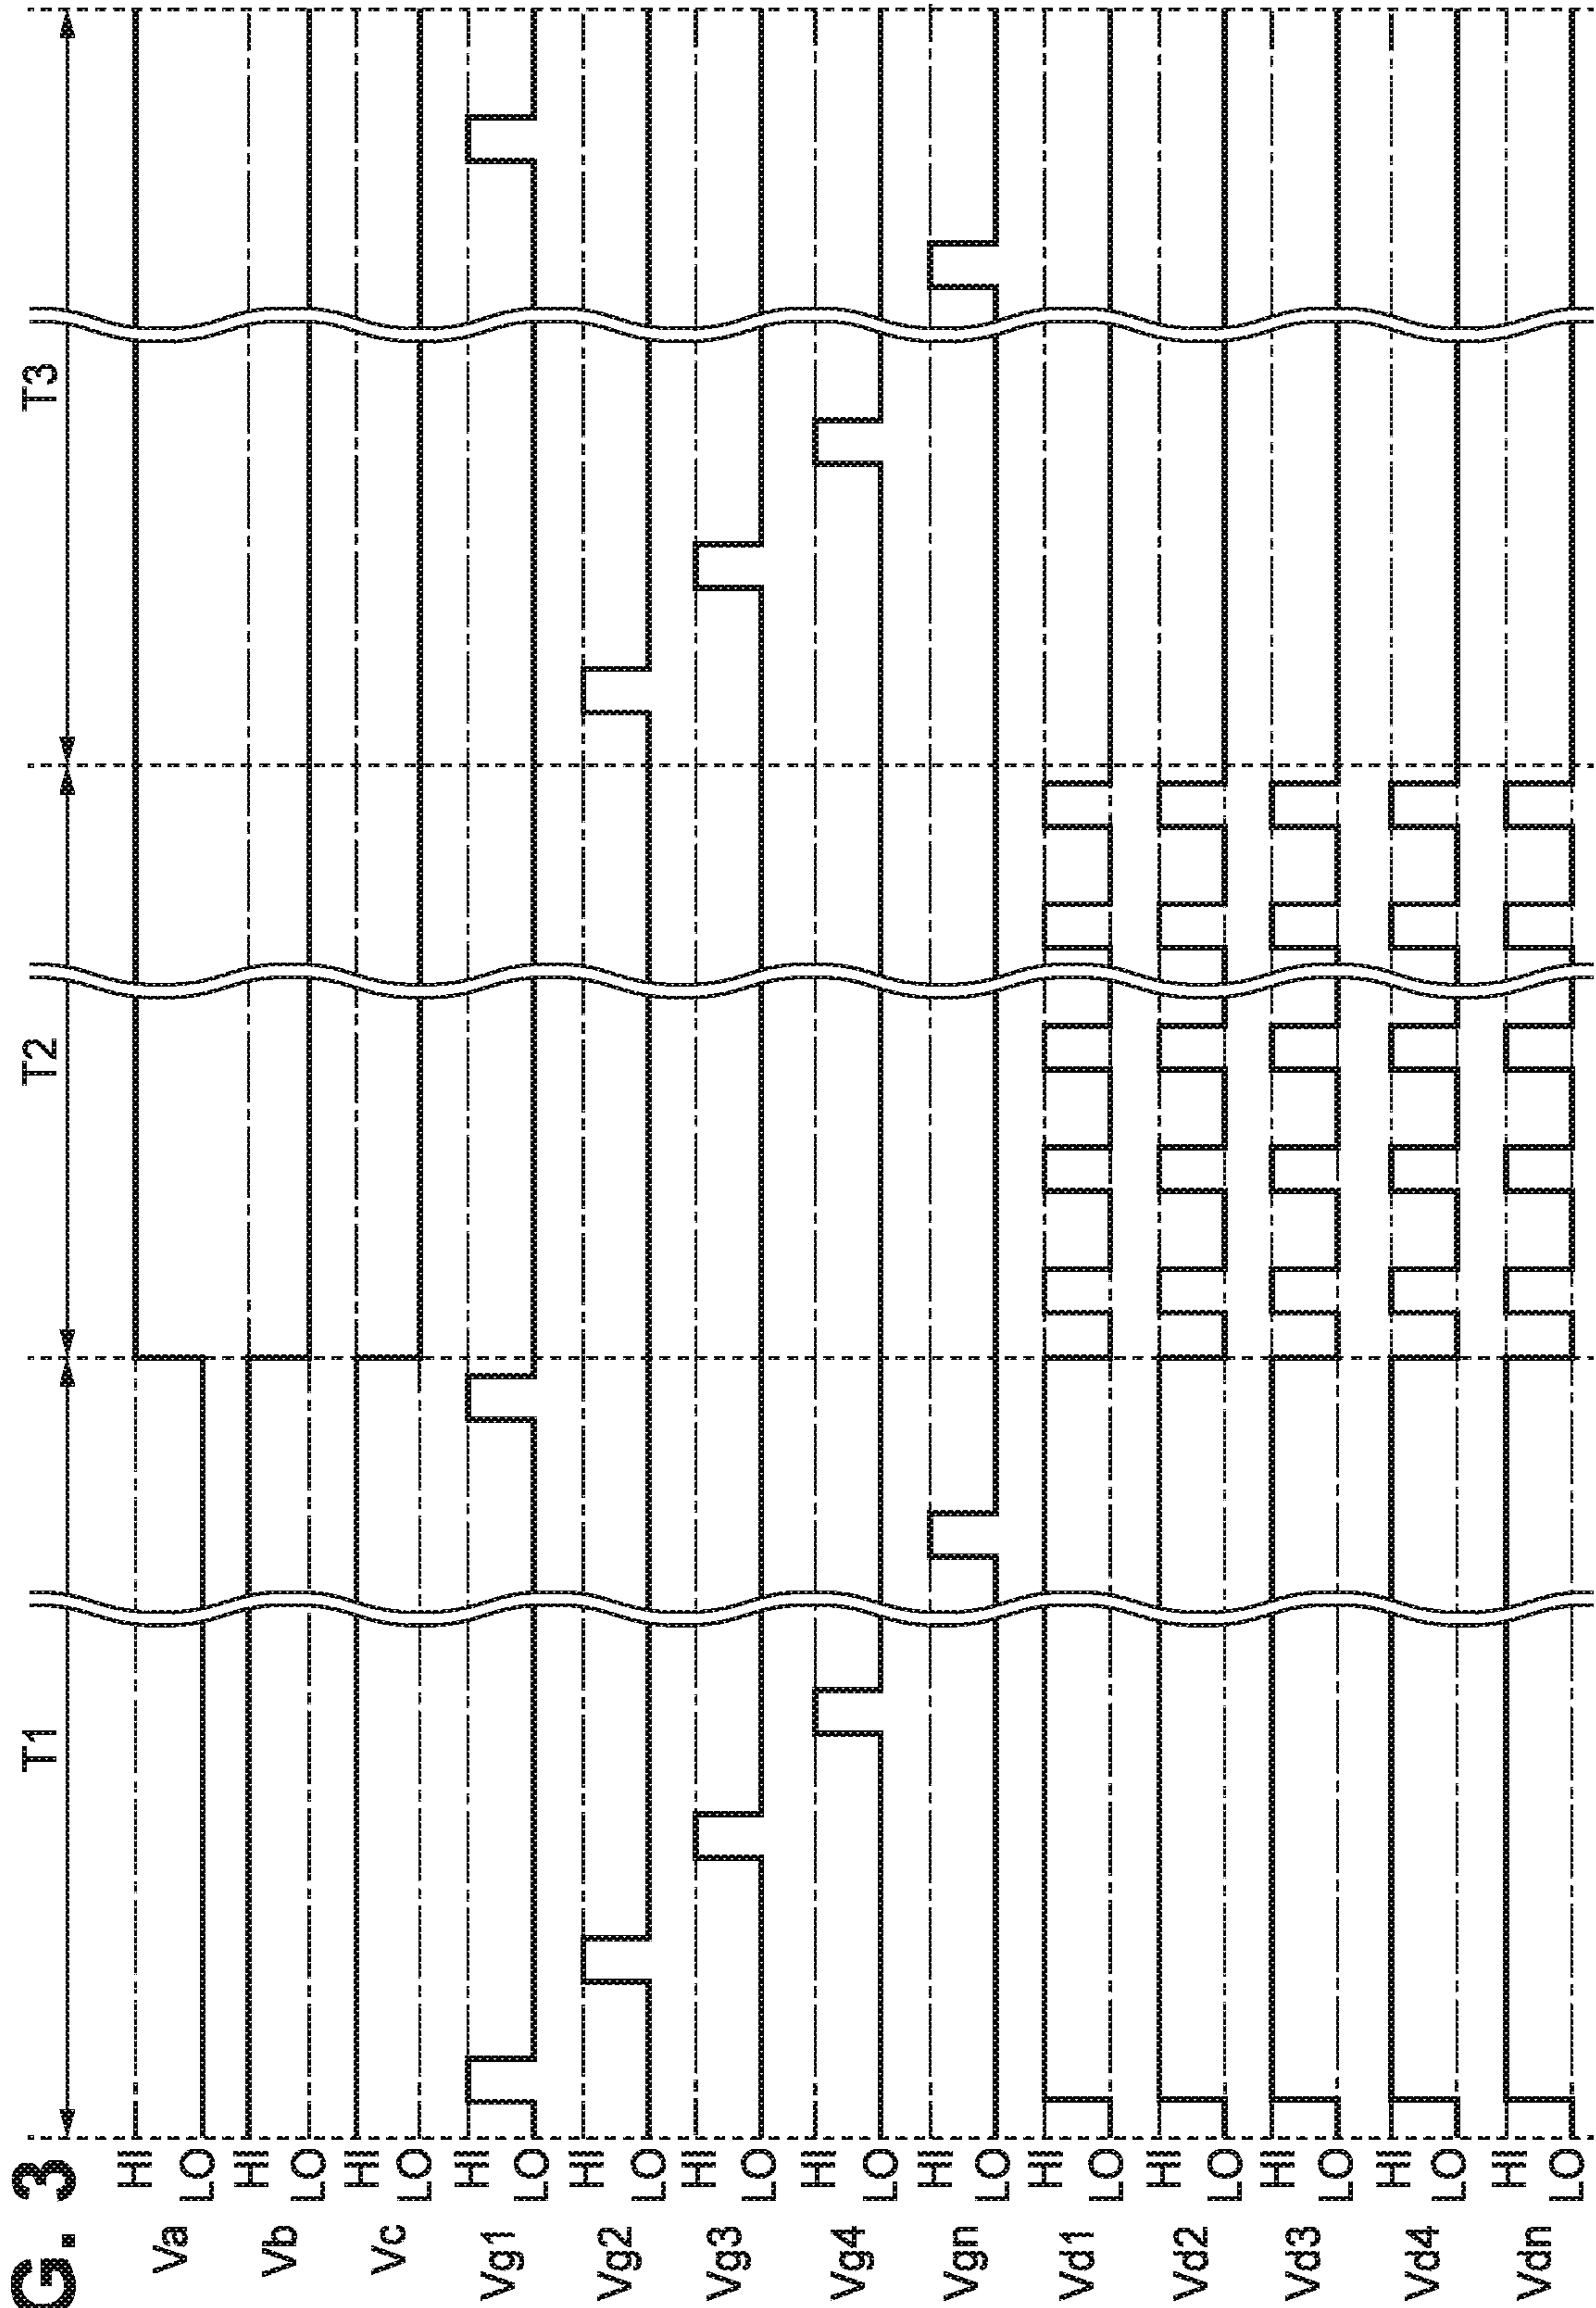 G. 3
T1 T2 T3
Va HI
LO
Vb HI
LO
Vc HI
LO
Vg1 HI
LO
Vg2 HI
LO
Vg3 HI
LO
Vg4 HI
LO
Vgn HI
LO
Vd1 HI
LO
Vd2 HI
LO
Vd3 HI
LO
Vd4 HI
LO
Vdn HI
LO